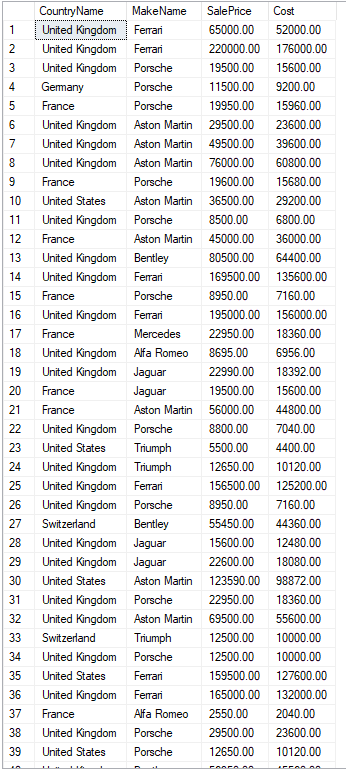 CountryName MakeName SalePrice Cost
1 United Kingdom Ferrari 65000.00 52000.00
2 United Kingdom Ferrari 220000.00 176000.00
3 United Kingdom Porsche 19500.00 15600.00
4 Germany Porsche 11500.00 9200.00
5 France Porsche 19950.00 15960.00
6 United Kingdom Aston Martin 29500.00 23600.00
7 United Kingdom Aston Martin 49500.00 39600.00
8 United Kingdom Aston Martin 76000.00 60800.00
9 France Porsche 19600.00 15680.00
10 United States Aston Martin 36500.00 29200.00
11 United Kingdom Porsche 8500.00 6800.00
12 France Aston Martin 45000.00 36000.00
13 United Kingdom Bentley 80500.00 64400.00
14 United Kingdom Ferrari 169500.00 135600.00
15 France Porsche 8950.00 7160.00
16 United Kingdom Ferrari 195000.00 156000.00
17 France Mercedes 22950.00 18360.00
18 United Kingdom Alfa Romeo 8695.00 6956.00
19 United Kingdom Jaguar 22990.00 18392.00
20 France Jaguar 19500.00 15600.00
21 France Aston Martin 56000.00 44800.00
22 United Kingdom Porsche 8800.00 7040.00
23 United States Triumph 5500.00 4400.00
24 United Kingdom Triumph 12650.00 10120.00
25 United Kingdom Ferrari 156500.00 125200.00
26 United Kingdom Porsche 8950.00 7160.00
27 Switzerland Bentley 55450.00 44360.00
28 United Kingdom Jaguar 15600.00 12480.00
29 United Kingdom Jaguar 22600.00 18080.00
30 United States Aston Martin 123590.00 98872.00
31 United Kingdom Porsche 22950.00 18360.00
32 United Kingdom Aston Martin 69500.00 55600.00
33 Switzerland Triumph 12500.00 10000.00
34 United Kingdom Porsche 12500.00 10000.00
35 United States Ferrari 159500.00 127600.00
36 United Kingdom Ferrari 165000.00 132000.00
37 France Alfa Romeo 2550.00 2040.00
38 United Kingdom Porsche 29500.00 23600.00
39 United States Porsche 12650.00 10120.00